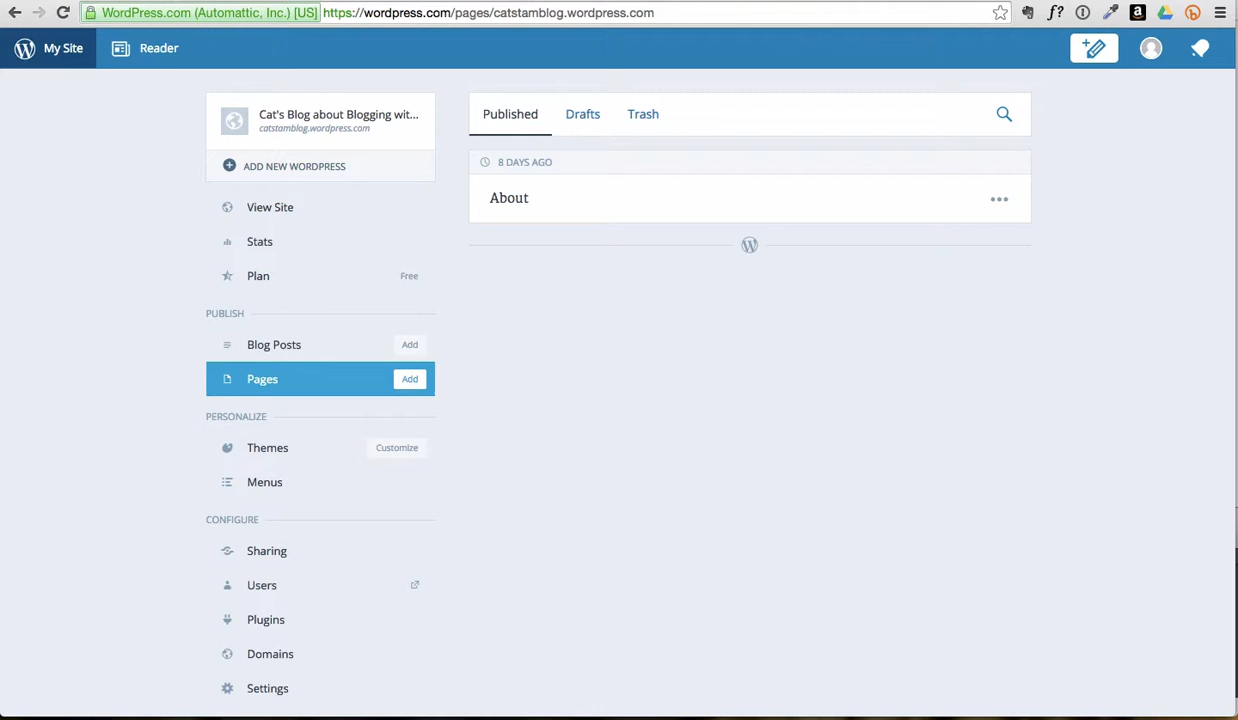 WordPress.com (Automattic, Inc.) [US] https://wordpress.com/pages/catstamblog.wordpress.com
My Site
Reader
Cat's Blog about Blogging wit...
catstamblog.wordpress.com
ADD NEW WORDPRESS
View Site
Stats
Plan Free
PUBLISH
Blog Posts Add
Pages Add
PERSONALIZE
Themes Customize
Menus
CONFIGURE
Sharing
Users
Plugins
Domains
Settings
Published Drafts Trash
8 DAYS AGO
About